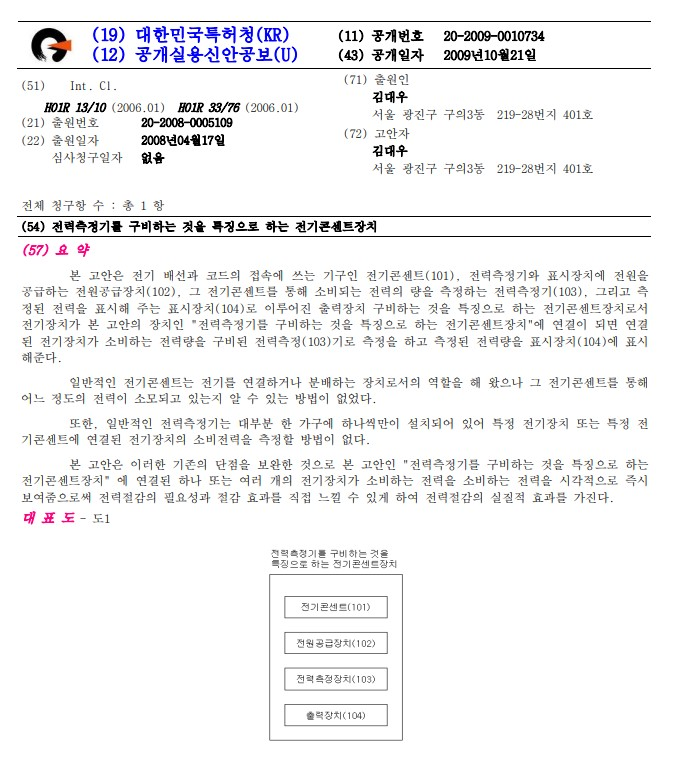 (19) 대한민국특허청(KR)
(12) 공개실용신안공보(U)
(11) 공개번호 20-2009-0010734
(43) 공개일자 2009년10월21일
(51) Int. Cl.
H01R 13/10 (2006.01) H01R 33/76 (2006.01)
(21) 출원번호 20-2008-0005109
(22) 출원일자 2008년04월17일
심사청구일자 없음
(71) 출원인
김대우
서울 광진구 구의3동 219-28번지 401호
(72) 고안자
김대우
서울 광진구 구의3동 219-28번지 401호
전체 청구항 수 : 총 1 항
(54) 전력측정기를 구비하는 것을 특징으로 하는 전기콘센트장치
(57) 요 약
본 고안은 전기 배선과 코드의 접속에 쓰는 기구인 전기콘센트(101), 전력측정기와 표시장치에 전원을
공급하는 전원공급장치(102), 그 전기콘센트를 통해 소비되는 전력의 량을 측정하는 전력측정기(103), 그리고 측
정된 전력을 표시해 주는 표시장치(104)로 이루어진 출력장치 구비하는 것을 특징으로 하는 전기콘센트장치로서
전기장치가 본 고안의 장치인 "전력측정기를 구비하는 것을 특징으로 하는 전기콘센트장치"에 연결이 되면 연결
된 전기장치가 소비하는 전력량을 구비된 전력측정(103)기로 측정을 하고 측정된 전력량을 표시장치(104)에 표시
해준다.
일반적인 전기콘센트는 전기를 연결하거나 분배하는 장치로서의 역할을 해 왔으나 그 전기콘센트를 통해
어느 정도의 전력이 소모되고 있는지 알 수 있는 방법이 없었다.
또한, 일반적인 전력측정기는 대부분 한 가구에 하나씩만이 설치되어 있어 특정 전기장치 또는 특정 전
기콘센트에 연결된 전기장치의 소비전력을 측정할 방법이 없다.
본 고안은 이러한 기존의 단점을 보완한 것으로 본 고안인 "전력측정기를 구비하는 것을 특징으로 하는
전기콘센트장치" 에 연결된 하나 또는 여러 개의 전기장치가 소비하는 전력을 소비하는 전력을 시각적으로 즉시
보여줌으로써 전력절감의 필요성과 절감 효과를 직접 느낄 수 있게 하여 전력절감의 실질적 효과를 가진다.
대 표 도 - 도1
전력측정기를 구비하는 것을
특징으로 하는 전기콘센트장치
전기콘센트(101)
전원공급장치(102)
전력측정장치(103)
출력장치(104)